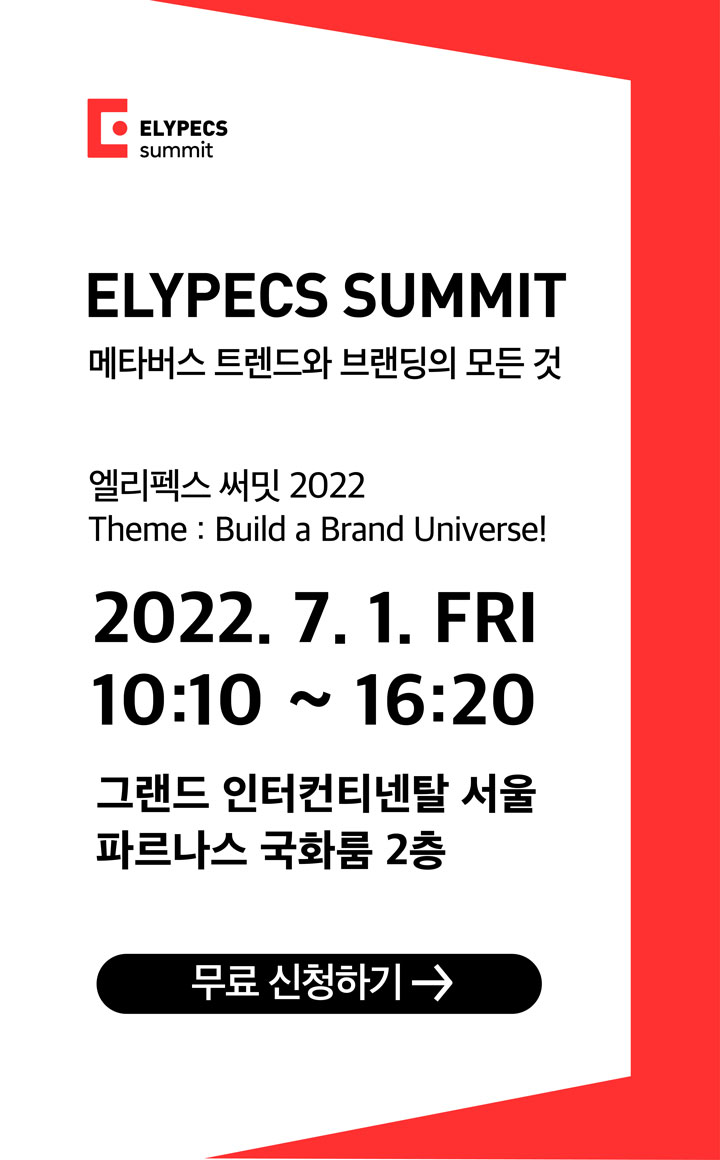 ELYPECS
summit
ELYPECS SUMMIT
메타버스 트렌드와 브랜딩의 모든 것
엘리펙스 써밋 2022
Theme : Build a Brand Universe!
2022. 7. 1. FRI
10:10 ~ 16:20
그랜드 인터컨티넨탈 서울
파르나스 국화룸 2층
무료 신청하기→